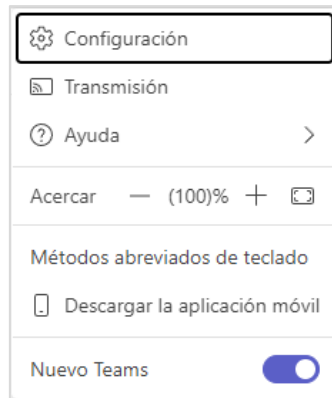 Configuración
Transmisión
Ayuda
Acercar — (100)% +
Métodos abreviados de teclado
Descargar la aplicación móvil
Nuevo Teams